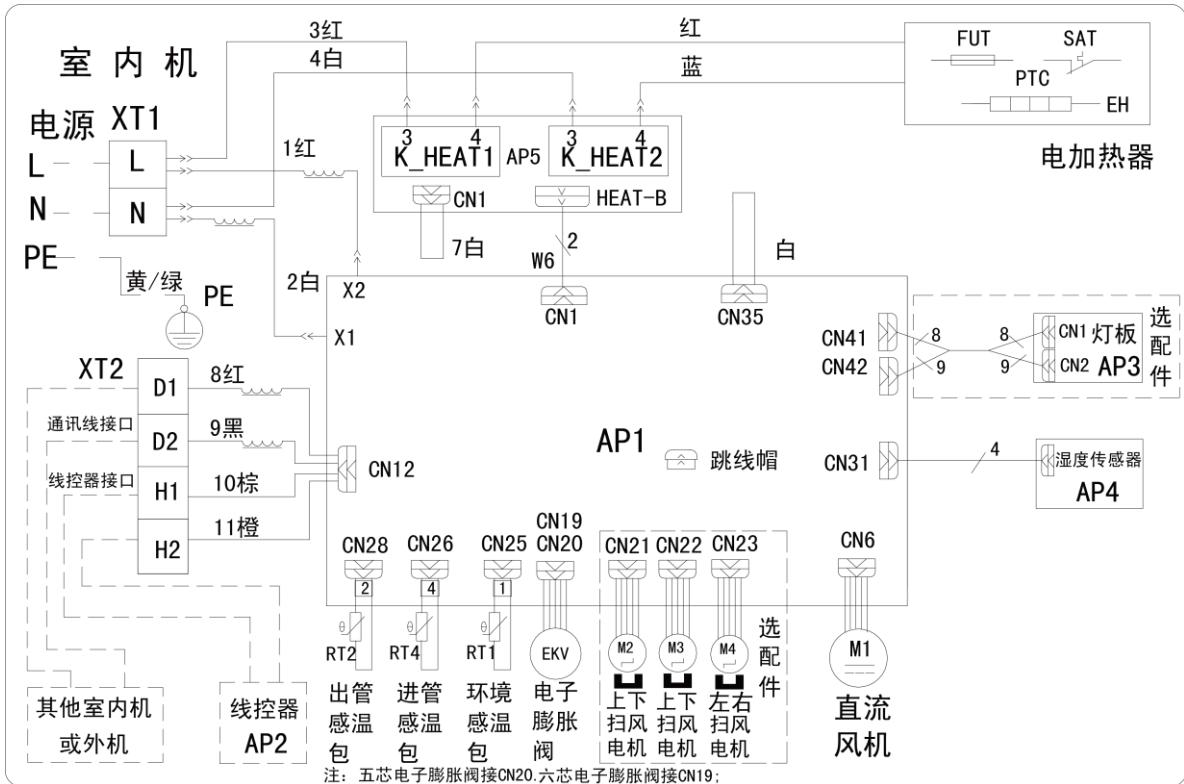 室内机
电源 XT1
L
L
N
N
PE
黄/绿
PE
3红
4白
1红
2白
X2
X1
红
蓝
3
4
K_HEAT1
AP5
3
4
K_HEAT2
CN1
HEAT-B
7白
2
W6
CN1
白
CN35
FUT
SAT
PTC
EH
电加热器
XT2
D1
8红
通讯线接口
D2
9黑
线控器接口
H1
10棕
H2
11橙
CN12
AP1
跳线帽
CN41
CN42
8
9
8
9
CN1 灯板
CN2 AP3
选配件
CN31
4
湿度传感器
AP4
CN28
2
RT2
出管感温包
CN26
4
RT4
进管感温包
CN25
1
RT1
环境感温包
CN19
CN20
EKV
电子膨胀阀
CN21
M2
上下扫风电机
CN22
M3
上下扫风电机
CN23
M4
左右扫风电机
选配件
CN6
M1
直流风机
其他室内机
或外机
线控器
AP2
注：五芯电子膨胀阀接CN20.六芯电子膨胀阀接CN19;